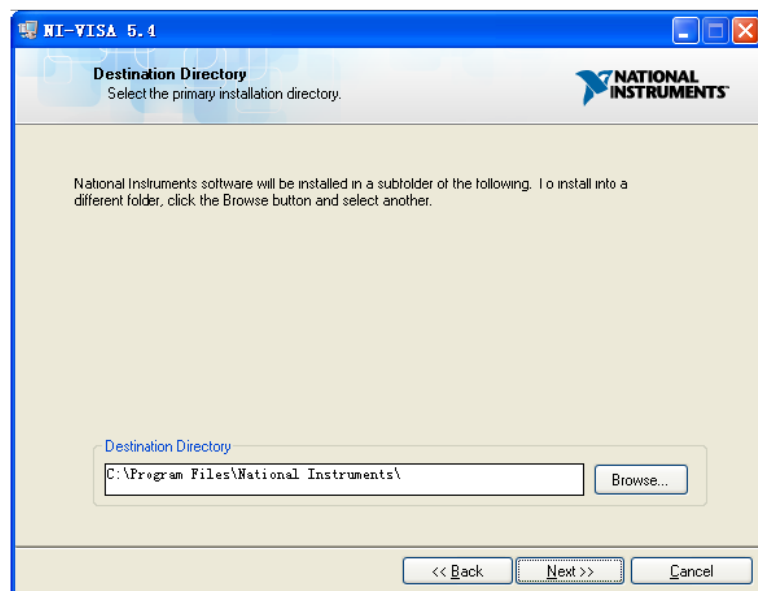 NI-VISA 5.4
Destination Directory
Select the primary installation directory.
NATIONAL
INSTRUMENTS
National Instruments software will be installed in a subfolder of the following. To install into a
different folder, click the Browse button and select another.
Destination Directory
C:\Program Files\National Instruments\
Browse...
<< Back
Next >>
Cancel